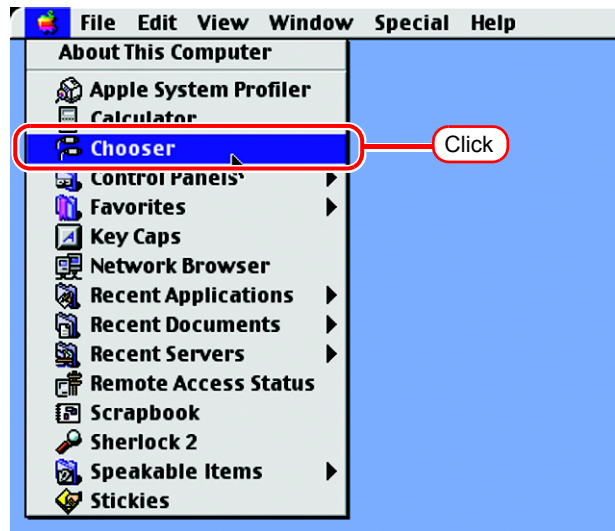 File Edit View Window Special Help
About This Computer
Apple System Profiler
Calculator
Chooser
Click
Control Panels
Favorites
Key Caps
Network Browser
Recent Applications
Recent Documents
Recent Servers
Remote Access Status
Scrapbook
Sherlock 2
Speakable Items
Stickies